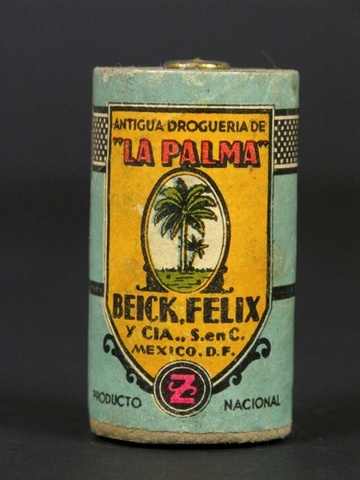 ANTIGUA DROGUERIA DE
"LA PALMA"
BEICK, FELIX
Y CIA., S. en C.
MEXICO, D.F.
PRODUCTO NACIONAL